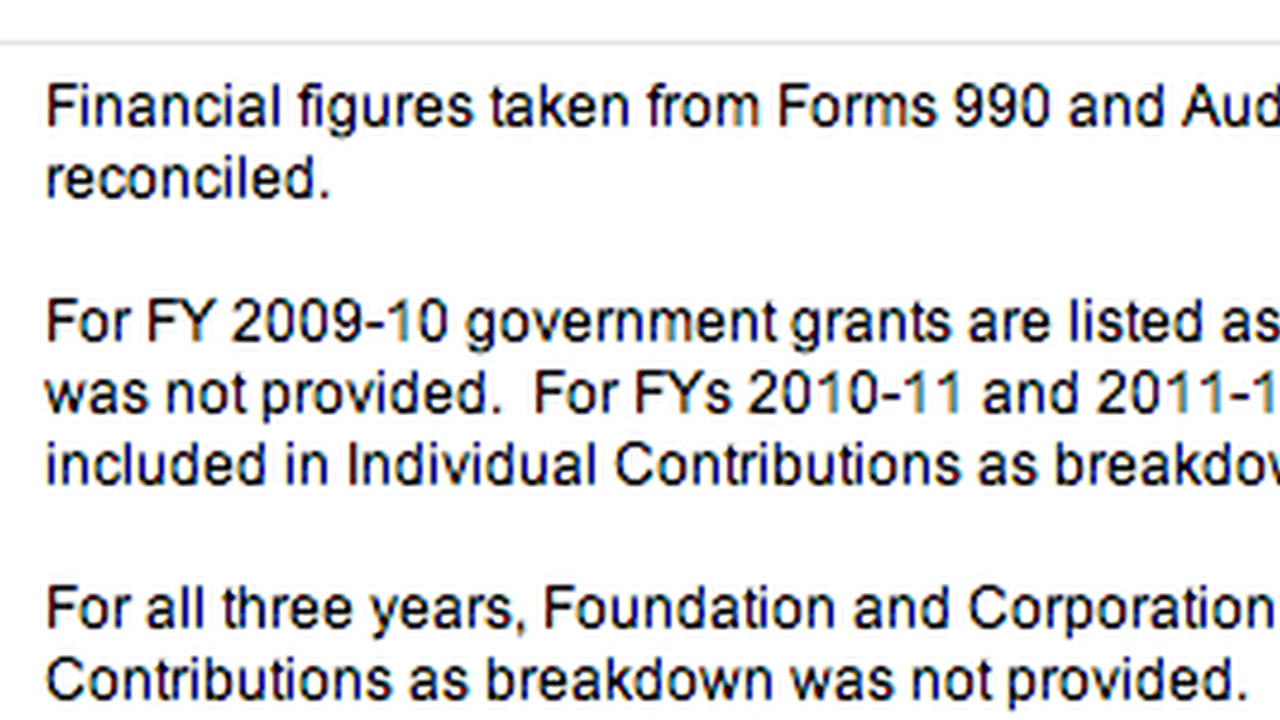 Financial figures taken from Forms 990 and Aud
reconciled.
For FY 2009-10 government grants are listed as
was not provided.  For FYs 2010-11 and 2011-1
included in Individual Contributions as breakdow
For all three years, Foundation and Corporation
Contributions as breakdown was not provided.